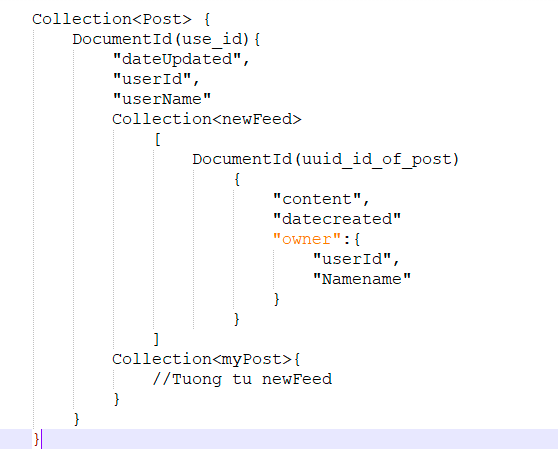 Collection<Post> {
DocumentId(use_id){
"dateUpdated",
"userId",
"userName"
Collection<newFeed>
[
DocumentId(uuid_id_of_post)
{
"content",
"datecreated"
"owner":{
"userId",
"Namename"
}
}
]
Collection<myPost>{
//Tuong tu newFeed
}
}
}